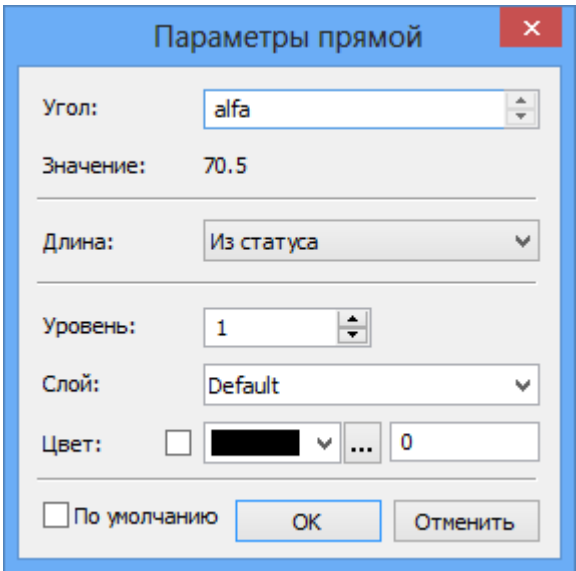 Параметры прямой
Угол: alfa
Значение: 70.5
Длина: Из статуса
Уровень: 1
Слой: Default
Цвет: ... 0
По умолчанию OK Отменить